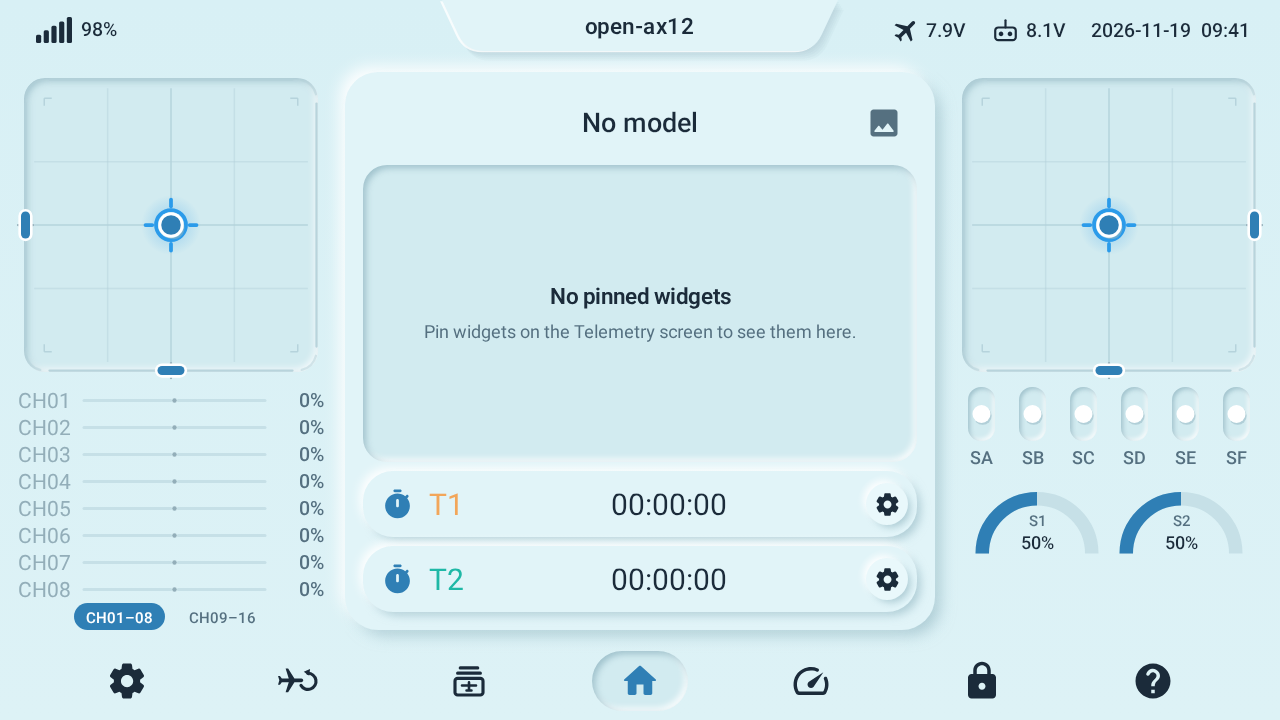 98%
open-ax12
7.9V
8.1V
2026-11-19 09:41
No model
No pinned widgets
Pin widgets on the Telemetry screen to see them here.
CH01 0%
CH02 0%
CH03 0%
CH04 0%
CH05 0%
CH06 0%
CH07 0%
CH08 0%
CH01–08 CH09–16
T1 00:00:00
T2 00:00:00
SA SB SC SD SE SF
S1 S2
50% 50%